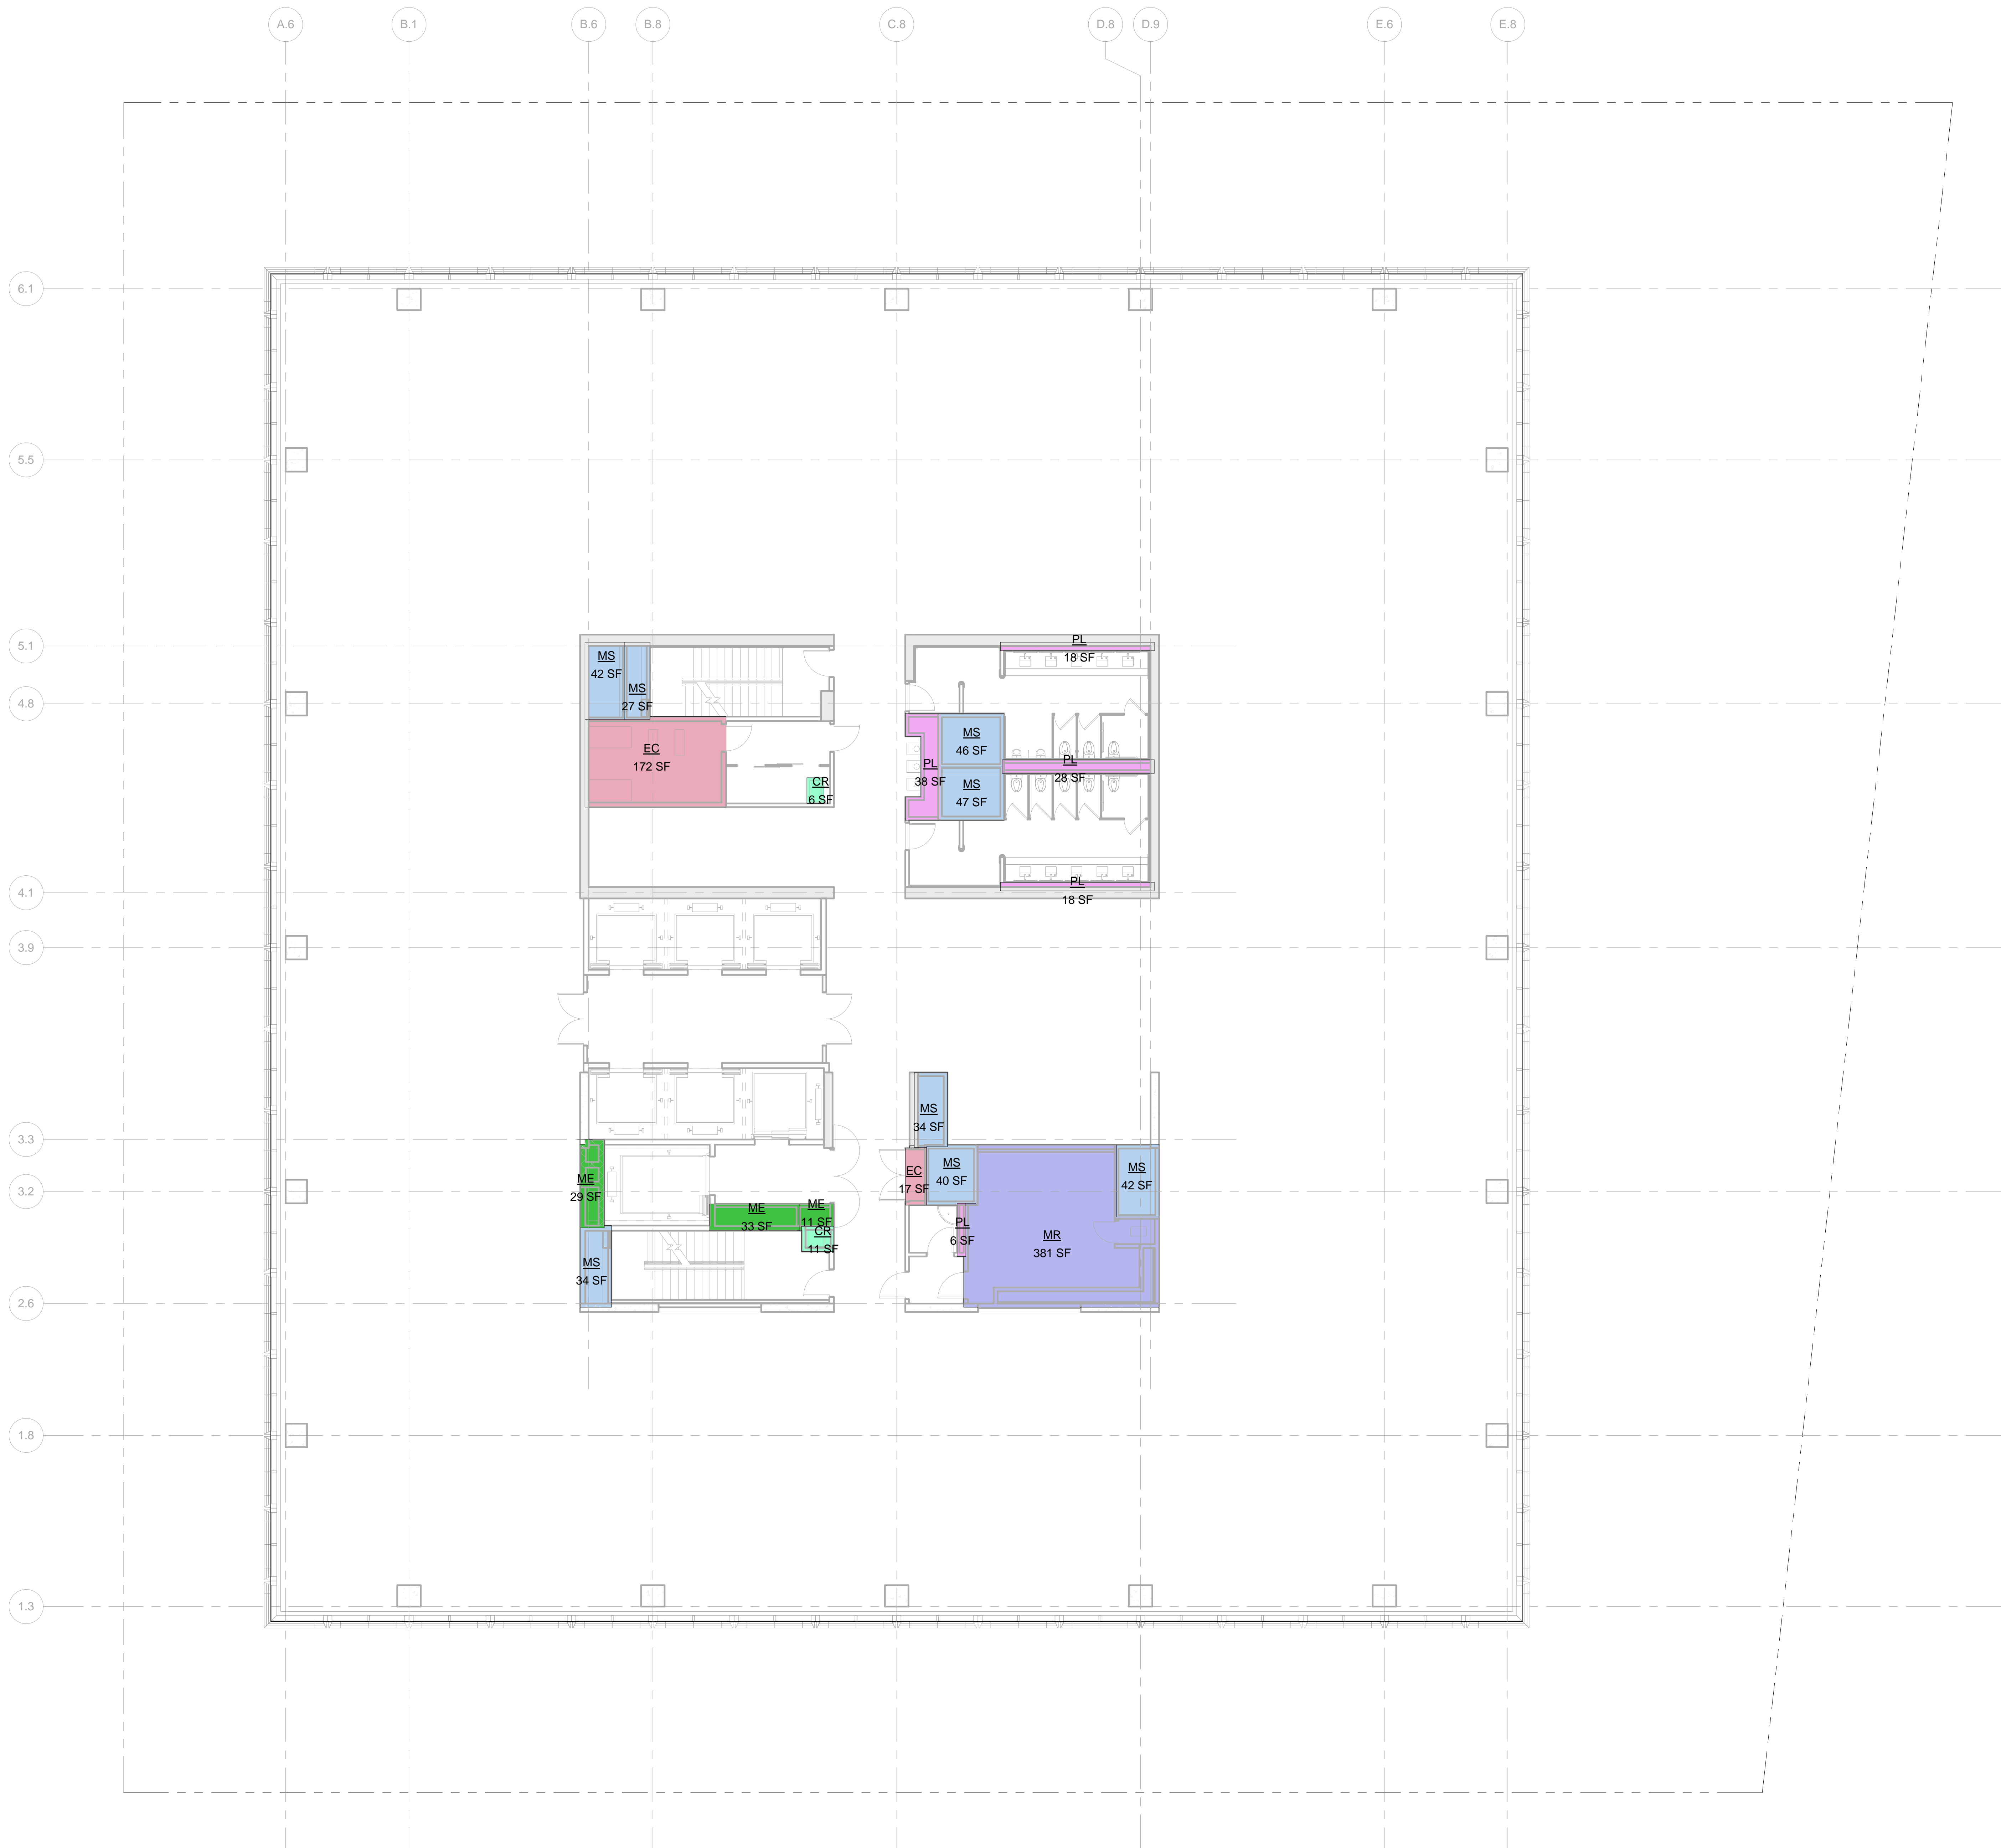 A.6
B.1
B.6
B.8
C.8
D.8
D.9
E.6
E.8
6.1
5.5
5.1
4.8
4.1
3.9
3.3
3.2
2.6
1.8
1.3
MS
42 SF
MS
27 SF
EC
172 SF
CR
6 SF
PL
18 SF
MS
46 SF
PL
38 SF
PL
28 SF
MS
47 SF
PL
18 SF
MS
34 SF
ME
29 SF
EC
17 SF
MS
40 SF
MS
42 SF
ME
33 SF
ME
11 SF
CR
11 SF
PL
6 SF
MR
381 SF
MS
34 SF